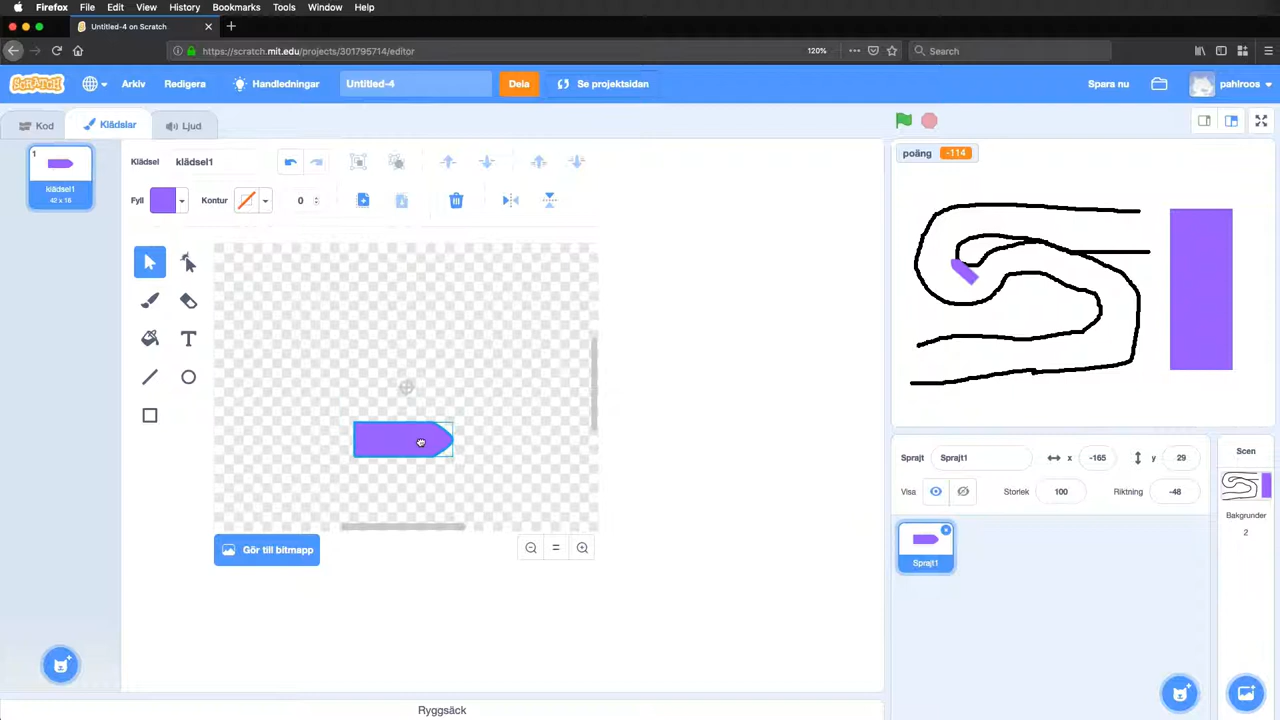 Firefox File Edit View History Bookmarks Tools Window Help
Untitled-4 on Scratch
https://scratch.mit.edu/projects/301795714/editor 120% Search
SCRATCH Arkiv Redigera Handledningar Untitled-4 Dela Se projektsidan Spara nu pahlroos
Kod Klädslar Ljud
1
klädsel1
42 x 16
Klädsel klädsel1
Fyll Kontur 0
Gör till bitmapp
poäng -114
Sprajt Sprajt1 x -165 y 29
Visa Storlek 100 Riktning -48
Sprajt1
Scen
Bakgrunder
2
Ryggsäck